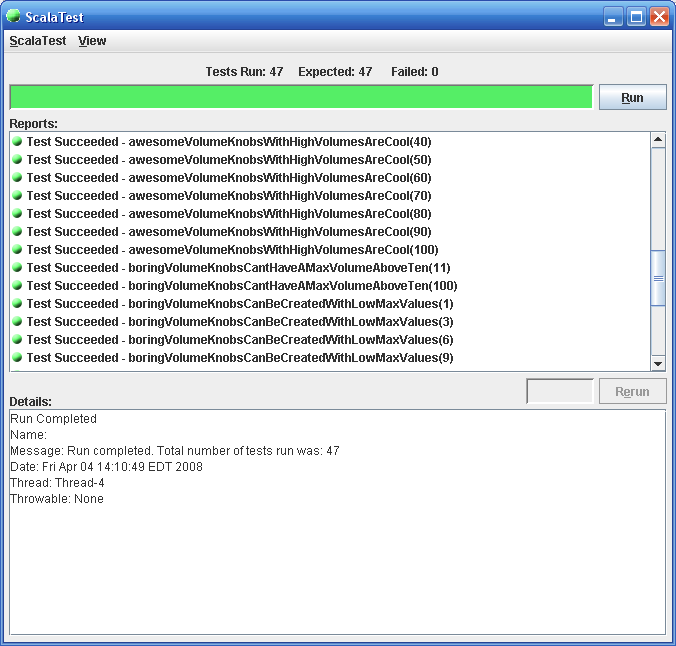 ScalaTest
ScalaTest View
Tests Run: 47 Expected: 47 Failed: 0
Run
Reports:
Test Succeeded - awesomeVolumeKnobsWithHighVolumesAreCool(40)
Test Succeeded - awesomeVolumeKnobsWithHighVolumesAreCool(50)
Test Succeeded - awesomeVolumeKnobsWithHighVolumesAreCool(60)
Test Succeeded - awesomeVolumeKnobsWithHighVolumesAreCool(70)
Test Succeeded - awesomeVolumeKnobsWithHighVolumesAreCool(80)
Test Succeeded - awesomeVolumeKnobsWithHighVolumesAreCool(90)
Test Succeeded - awesomeVolumeKnobsWithHighVolumesAreCool(100)
Test Succeeded - boringVolumeKnobsCantHaveAMaxVolumeAboveTen(11)
Test Succeeded - boringVolumeKnobsCantHaveAMaxVolumeAboveTen(100)
Test Succeeded - boringVolumeKnobsCanBeCreatedWithLowMaxValues(1)
Test Succeeded - boringVolumeKnobsCanBeCreatedWithLowMaxValues(3)
Test Succeeded - boringVolumeKnobsCanBeCreatedWithLowMaxValues(6)
Test Succeeded - boringVolumeKnobsCanBeCreatedWithLowMaxValues(9)
Rerun
Details:
Run Completed
Name:
Message: Run completed. Total number of tests run was: 47
Date: Fri Apr 04 14:10:49 EDT 2008
Thread: Thread-4
Throwable: None